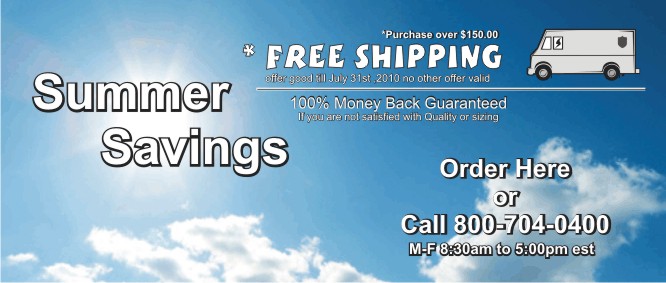 Summer
Savings
*Purchase over $150.00
* FREE SHIPPING
offer good till July 31st, 2010 no other offer valid
100% Money Back Guaranteed
If you are not satisfied with Quality or sizing
Order Here
or
Call 800-704-0400
M-F 8:30am to 5:00pm est